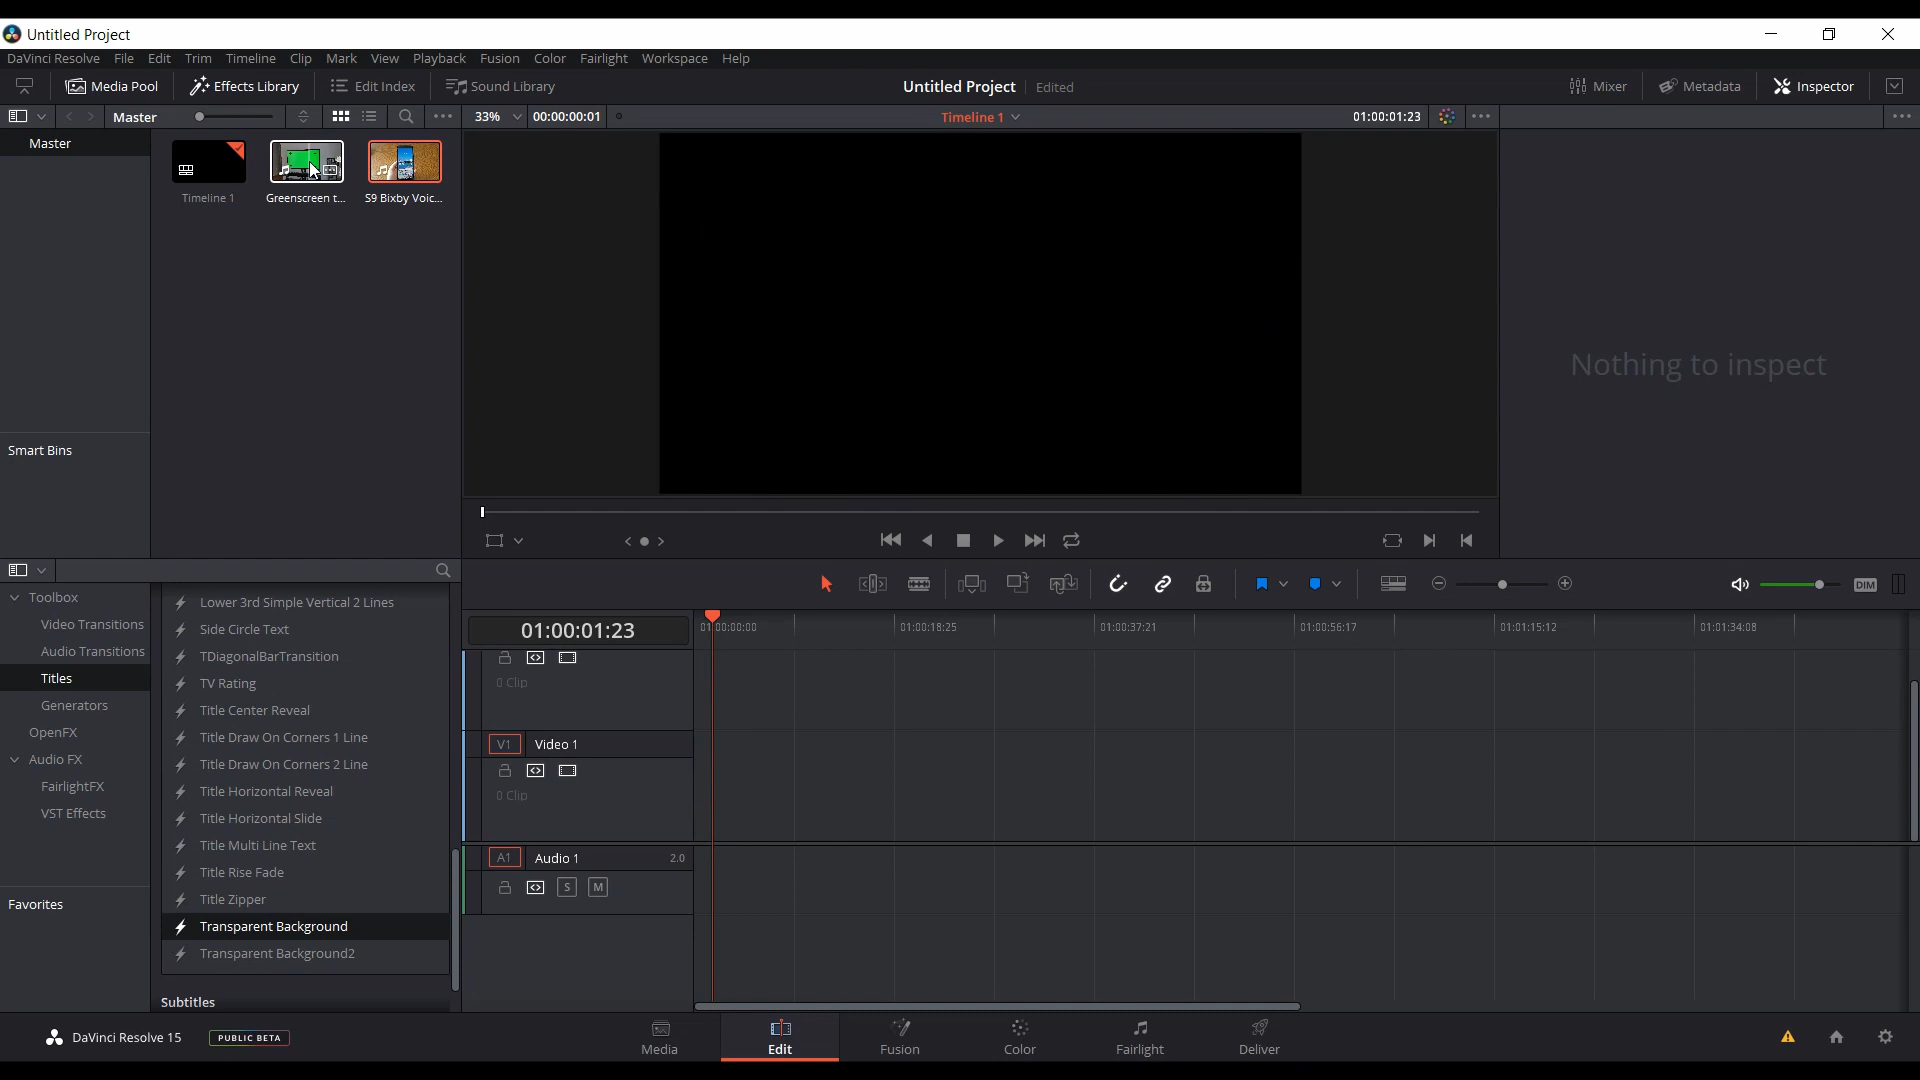 Untitled Project
DaVinci Resolve File Edit Trim Timeline Clip Mark View Playback Fusion Color Fairlight Workspace Help
Media Pool Effects Library Edit Index Sound Library Untitled Project Edited Mixer Metadata Inspector
Master 33% 00:00:00:01 Timeline 1 01:00:01:23
Master
Timeline 1 Greenscreen t... S9 Bixby Voic...
Nothing to inspect
Smart Bins
DIM
Toolbox
Video Transitions
Audio Transitions
Titles
Generators
OpenFX
Audio FX
FairlightFX
VST Effects
Favorites
Lower 3rd Simple Vertical 2 Lines
Side Circle Text
TDiagonalBarTransition
TV Rating
Title Center Reveal
Title Draw On Corners 1 Line
Title Draw On Corners 2 Line
Title Horizontal Reveal
Title Horizontal Slide
Title Multi Line Text
Title Rise Fade
Title Zipper
Transparent Background
Transparent Background2
Subtitles
01:00:01:23 01:00:00:00 01:00:18:25 01:00:37:21 01:00:56:17 01:01:15:12 01:01:34:08
0 Clip
V1 Video 1
0 Clip
A1 Audio 1 2.0
S M
DaVinci Resolve 15 PUBLIC BETA
Media Edit Fusion Color Fairlight Deliver